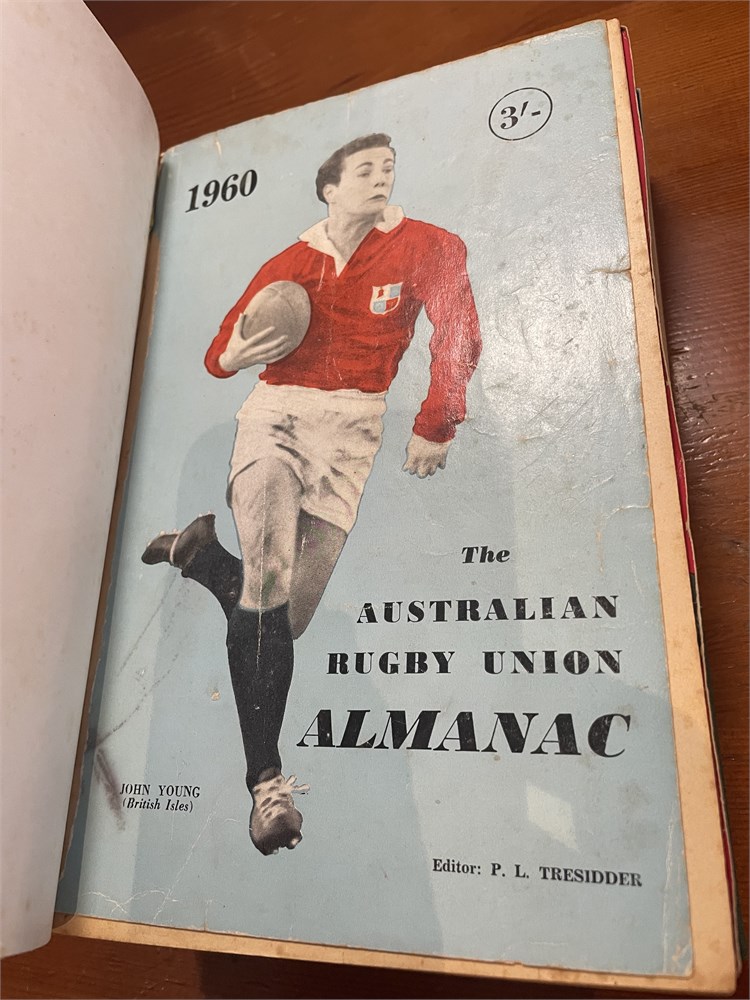 1960
3/-
The
AUSTRALIAN
RUGBY UNION
ALMANAC
JOHN YOUNG
(British Isles)
Editor: P. L. TRESIDDER